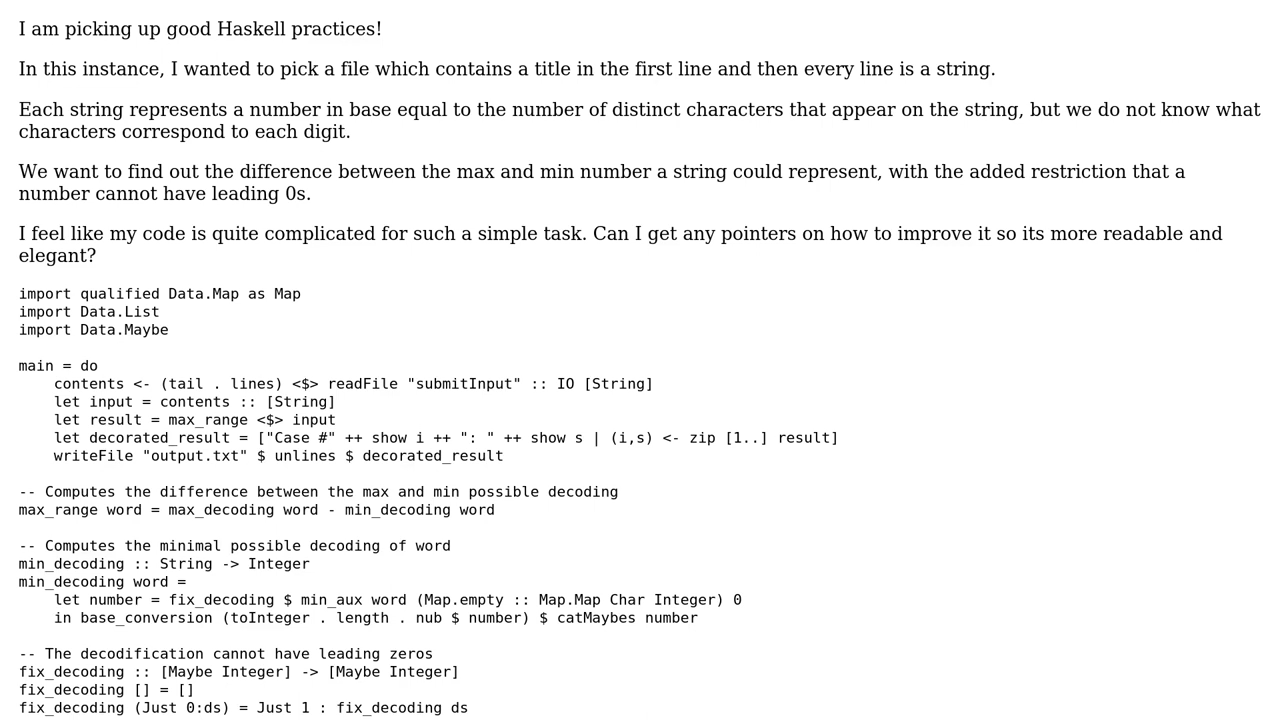 I am picking up good Haskell practices!
In this instance, I wanted to pick a file which contains a title in the first line and then every line is a string.
Each string represents a number in base equal to the number of distinct characters that appear on the string, but we do not know what
characters correspond to each digit.
We want to find out the difference between the max and min number a string could represent, with the added restriction that a
number cannot have leading 0s.
I feel like my code is quite complicated for such a simple task. Can I get any pointers on how to improve it so its more readable and
elegant?
import qualified Data.Map as Map
import Data.List
import Data.Maybe
main = do
    contents <- (tail . lines) <$> readFile "submitInput" :: IO [String]
    let input = contents :: [String]
    let result = max_range <$> input
    let decorated_result = ["Case #" ++ show i ++ ": " ++ show s | (i,s) <- zip [1..] result]
    writeFile "output.txt" $ unlines $ decorated_result
-- Computes the difference between the max and min possible decoding
max_range word = max_decoding word - min_decoding word
-- Computes the minimal possible decoding of word
min_decoding :: String -> Integer
min_decoding word =
    let number = fix_decoding $ min_aux word (Map.empty :: Map.Map Char Integer) 0
    in base_conversion (toInteger . length . nub $ number) $ catMaybes number
-- The decodification cannot have leading zeros
fix_decoding :: [Maybe Integer] -> [Maybe Integer]
fix_decoding [] = []
fix_decoding (Just 0:ds) = Just 1 : fix_decoding ds